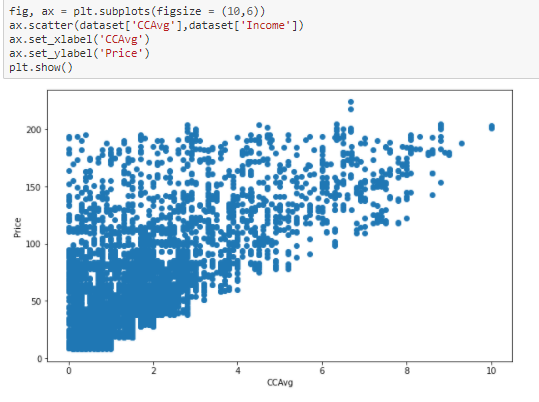 fig, ax = plt.subplots(figsize = (10,6))
ax.scatter(dataset['CCAvg'],dataset['Income'])
ax.set_xlabel('CCAvg')
ax.set_ylabel('Price')
plt.show()
200
150
100
50
0
Price
0 2 4 6 8 10
CCAvg